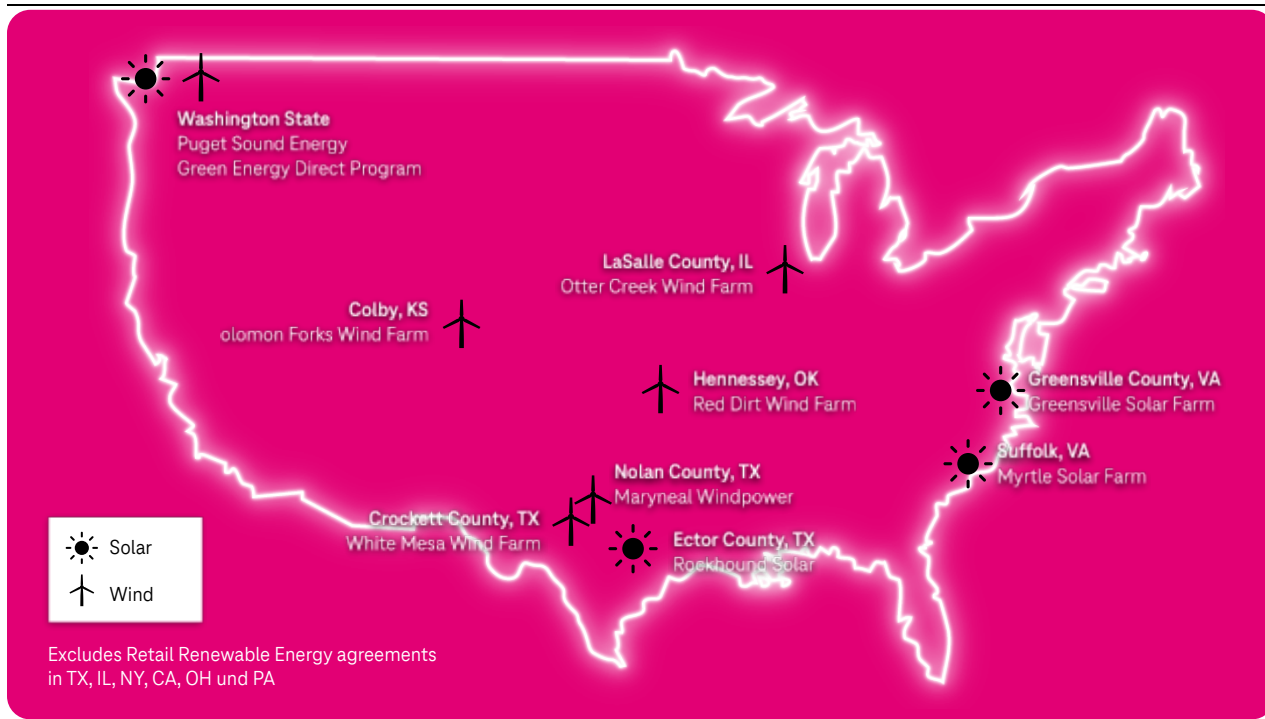 Washington State
Puget Sound Energy
Green Energy Direct Program
LaSalle County, IL
Otter Creek Wind Farm
Colby, KS
olomon Forks Wind Farm
Hennessey, OK
Red Dirt Wind Farm
Greensville County, VA
Greensville Solar Farm
Suffolk, VA
Myrtle Solar Farm
Nolan County, TX
Maryneal Windpower
Crockett County, TX
White Mesa Wind Farm
Ector County, TX
Rockhound Solar
Solar
Wind
Excludes Retail Renewable Energy agreements
in TX, IL, NY, CA, OH und PA